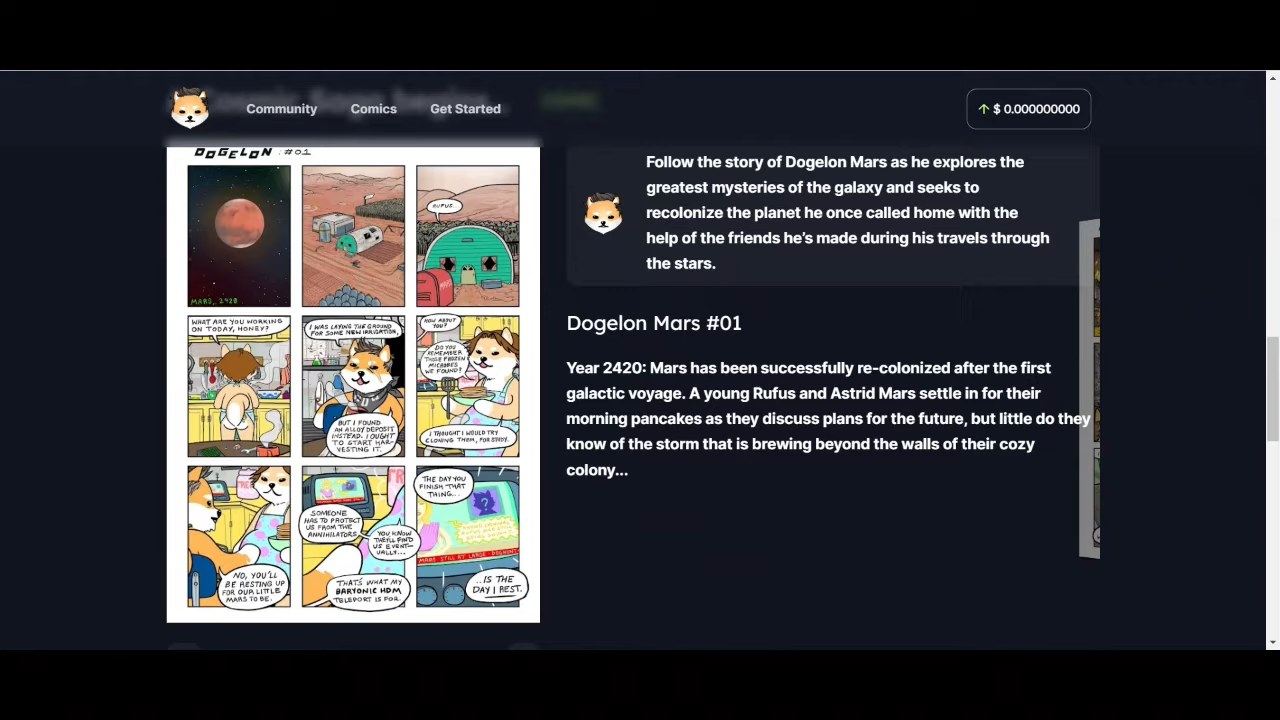 Community
Comics
Get Started
$ 0.000000000
DOGELON :#01
MARS, 2420
RUFUS...
WHAT ARE YOU WORKING
ON TODAY, HONEY?
I WAS LAYING THE GROUND
FOR SOME NEW IRRIGATION,
BUT I FOUND
AN ALLOY DEPOSIT
INSTEAD. I OUGHT
TO START HAR-
VESTING IT.
HOW ABOUT
YOU?
DO YOU
REMEMBER
THOSE FROZEN
MICROBES
WE FOUND?
I THOUGHT I WOULD TRY
CLONING THEM, FOR STUDY.
NO, YOU'LL
BE RESTING UP
FOR OUR LITTLE
MARS TO BE.
SOMEONE
HAS TO PROTECT
US FROM THE
ANNIHILATORS.
YOU KNOW
THEY'LL FIND
US EVENT-
UALLY...
THAT'S WHAT MY
BARYONIC HDM
TELEPORT IS FOR.
THE DAY YOU
FINISH THAT
THING...
MARS STILL AT LARGE
...IS THE
DAY I REST.
Follow the story of Dogelon Mars as he explores the
greatest mysteries of the galaxy and seeks to
recolonize the planet he once called home with the
help of the friends he's made during his travels through
the stars.
Dogelon Mars #01
Year 2420: Mars has been successfully re-colonized after the first
galactic voyage. A young Rufus and Astrid Mars settle in for their
morning pancakes as they discuss plans for the future, but little do they
know of the storm that is brewing beyond the walls of their cozy
colony...